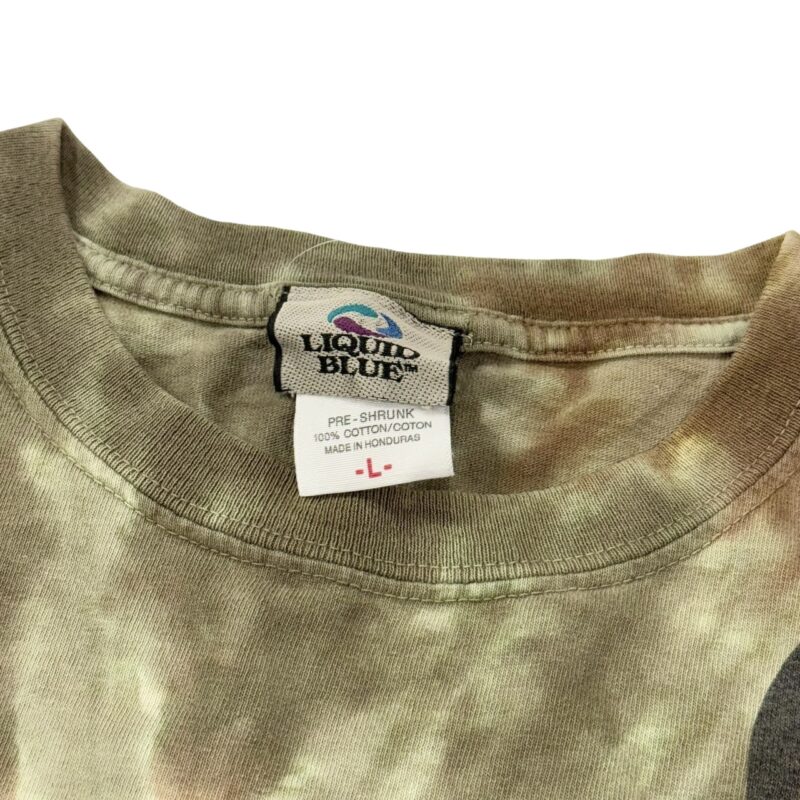 LIQUID
BLUE™
PRE-SHRUNK
100% COTTON/COTON
MADE IN HONDURAS
-L-